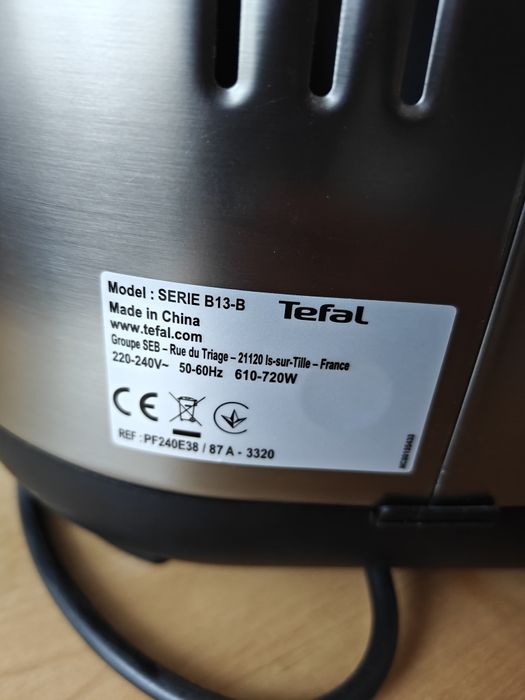 Model : SERIE B13-B
Tefal
Made in China
www.tefal.com
Groupe SEB – Rue du Triage – 21120 Is-sur-Tille – France
220-240V~ 50-60Hz 610-720W
CE
REF : PF240E38 / 87 A - 3320